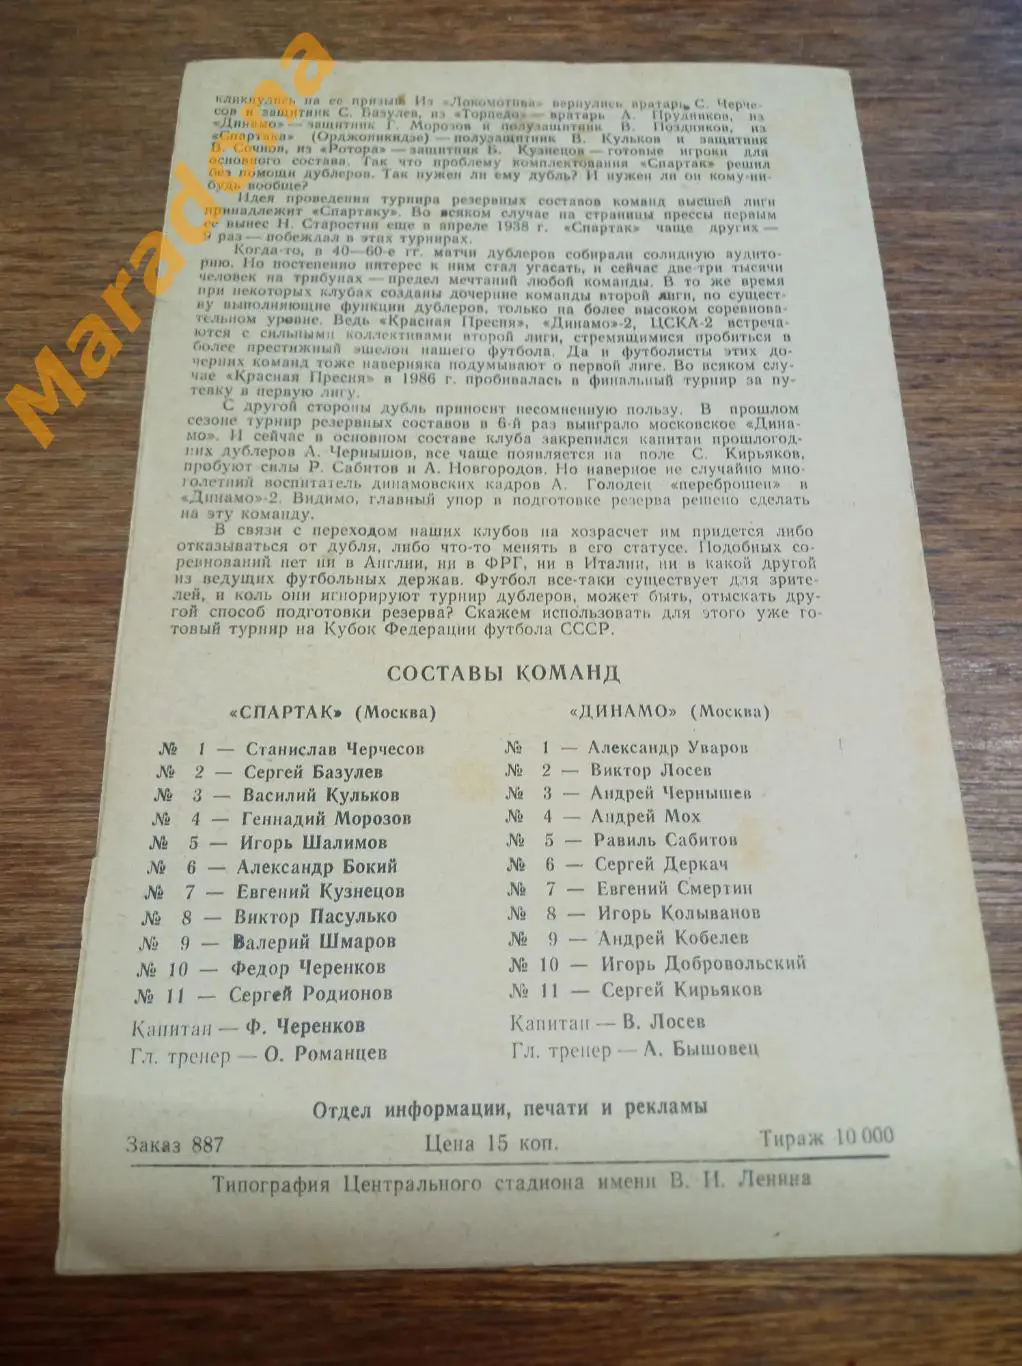 кликнулись на ее призыв. Из «Локомотива» вернулись вратарь С. Черче-
сов и защитник С. Базулев, из «Торпедо» — вратарь А. Прудников, из
«Динамо» — защитник Г. Морозов и полузащитник В. Поздняков, из
«Спартака» (Орджоникидзе) — полузащитник В. Кульков и защитник
В. Сочнов, из «Ротора» — защитник Е. Кузнецов — готовые игроки для
основного состава. Так что проблему комплектования «Спартак» решил
без помощи дублеров. Так нужен ли ему дубль? И нужен ли он кому-ни-
будь вообще?
Идея проведения турнира резервных составов команд высшей лиги
принадлежит «Спартаку». Во всяком случае на страницы прессы первым
ее вынес Н. Старостин еще в апреле 1938 г. «Спартак» чаще других —
9 раз — побеждал в этих турнирах.
Когда-то, в 40—60-е гг. матчи дублеров собирали солидную аудито-
рию. Но постепенно интерес к ним стал угасать, и сейчас две-три тысячи
человек на трибунах — предел мечтаний любой команды. В то же время
при некоторых клубах созданы дочерние команды второй лиги, по сущест-
ву выполняющие функции дублеров, только на более высоком соревнова-
тельном уровне. Ведь «Красная Пресня», «Динамо»-2, ЦСКА-2 встреча-
ются с сильными коллективами второй лиги, стремящимися пробиться в
более престижный эшелон нашего футбола. Да и футболисты этих до-
черних команд тоже наверняка подумывают о первой лиге. Во всяком слу-
чае «Красная Пресня» в 1986 г. пробивалась в финальный турнир за пу-
тевку в первую лигу.
С другой стороны дубль приносит несомненную пользу. В прошлом
сезоне турнир резервных составов в 6-й раз выиграло московское «Дина-
мо». И сейчас в основном составе клуба закрепился капитан прошлогод-
них дублеров А. Чернышов, все чаще появляется на поле С. Кирьяков,
пробуют силы Р. Сабитов и А. Новгородов. Но наверное не случайно мно-
голетний воспитатель динамовских кадров А. Голодец «переброшен» в
«Динамо»-2. Видимо, главный упор в подготовке резерва решено сделать
на эту команду.
В связи с переходом наших клубов на хозрасчет им придется либо
отказываться от дубля, либо что-то менять в его статусе. Подобных со-
ревнований нет ни в Англии, ни в ФРГ, ни в Италии, ни в какой другой
из ведущих футбольных держав. Футбол все-таки существует для зрите-
лей, и коль они игнорируют турнир дублеров, может быть, отыскать дру-
гой способ подготовки резерва? Скажем использовать для этого уже го-
товый турнир на Кубок Федерации футбола СССР.
СОСТАВЫ КОМАНД
«СПАРТАК» (Москва)
№ 1 — Станислав Черчесов
№ 2 — Сергей Базулев
№ 3 — Василий Кульков
№ 4 — Геннадий Морозов
№ 5 — Игорь Шалимов
№ 6 — Александр Бокий
№ 7 — Евгений Кузнецов
№ 8 — Виктор Пасулько
№ 9 — Валерий Шмаров
№ 10 — Федор Черенков
№ 11 — Сергей Родионов
Капитан — Ф. Черенков
Гл. тренер — О. Романцев
«ДИНАМО» (Москва)
№ 1 — Александр Уваров
№ 2 — Виктор Лосев
№ 3 — Андрей Чернышев
№ 4 — Андрей Мох
№ 5 — Равиль Сабитов
№ 6 — Сергей Деркач
№ 7 — Евгений Смертин
№ 8 — Игорь Колыванов
№ 9 — Андрей Кобелев
№ 10 — Игорь Добровольский
№ 11 — Сергей Кирьяков
Капитан — В. Лосев
Гл. тренер — А. Бышовец
Отдел информации, печати и рекламы
Заказ 887 Цена 15 коп. Тираж 10 000
Типография Центрального стадиона имени В. И. Ленина
Maradona